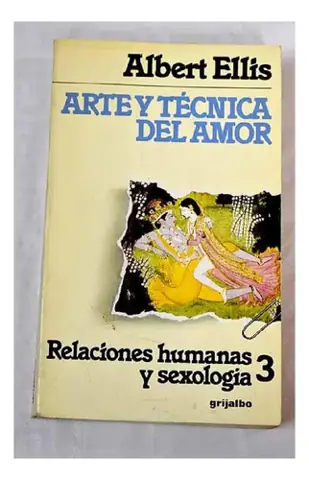 Albert Ellis
ARTE Y TÉCNICA
DEL AMOR
Relaciones humanas 3
y sexología
grijalbo